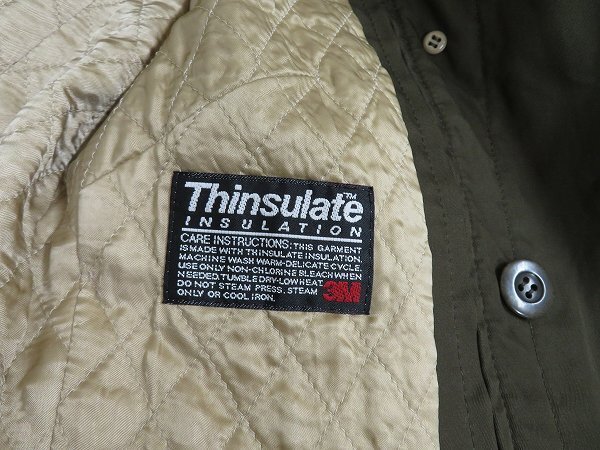 Thinsulate™
INSULATION
CARE INSTRUCTIONS: THIS GARMENT
IS MADE WITH THINSULATE INSULATION.
MACHINE WASH WARM-DELICATE CYCLE.
USE ONLY NON-CHLORINE BLEACH WHEN
NEEDED. TUMBLE DRY-LOW HEAT.
DO NOT STEAM PRESS. STEAM
ONLY OR COOL IRON. 3M